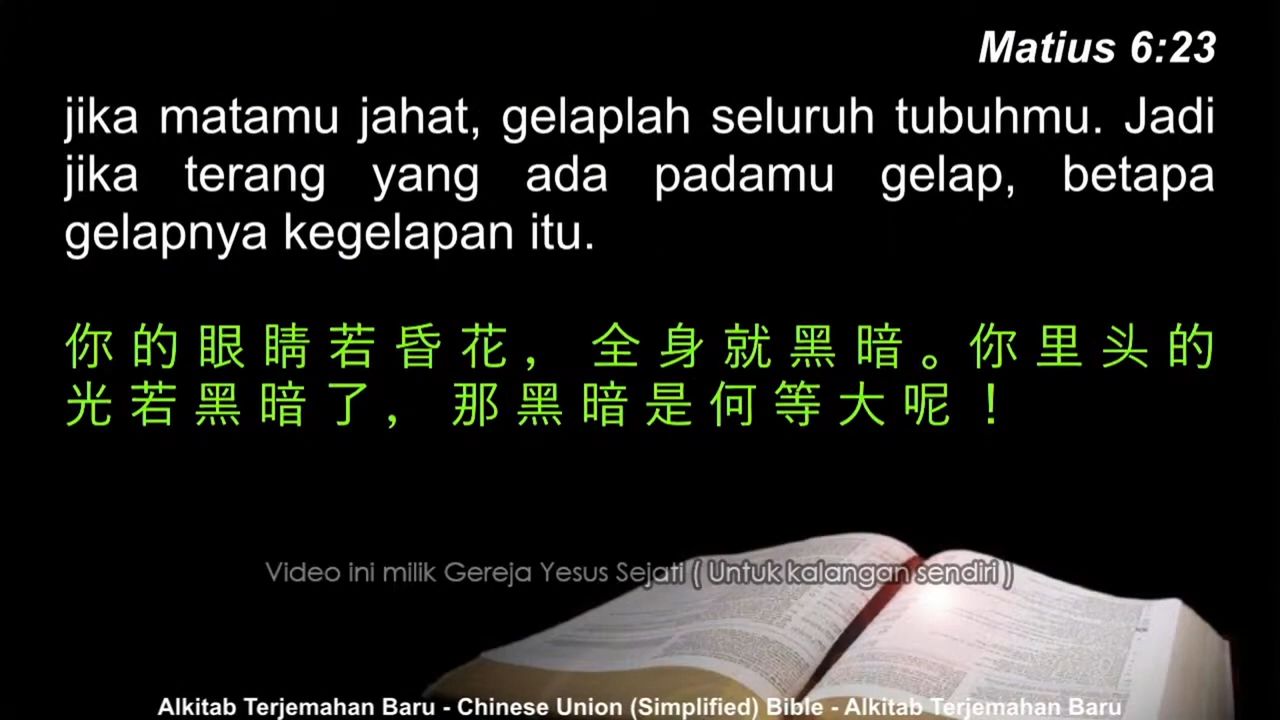 Matius 6:23
jika matamu jahat, gelaplah seluruh tubuhmu. Jadi
jika terang yang ada padamu gelap, betapa
gelapnya kegelapan itu.
你的眼睛若昏花，全身就黑暗。你里头的
光若黑暗了，那黑暗是何等大呢！
Video ini milik Gereja Yesus Sejati ( Untuk kalangan sendiri )
Alkitab Terjemahan Baru - Chinese Union (Simplified) Bible - Alkitab Terjemahan Baru